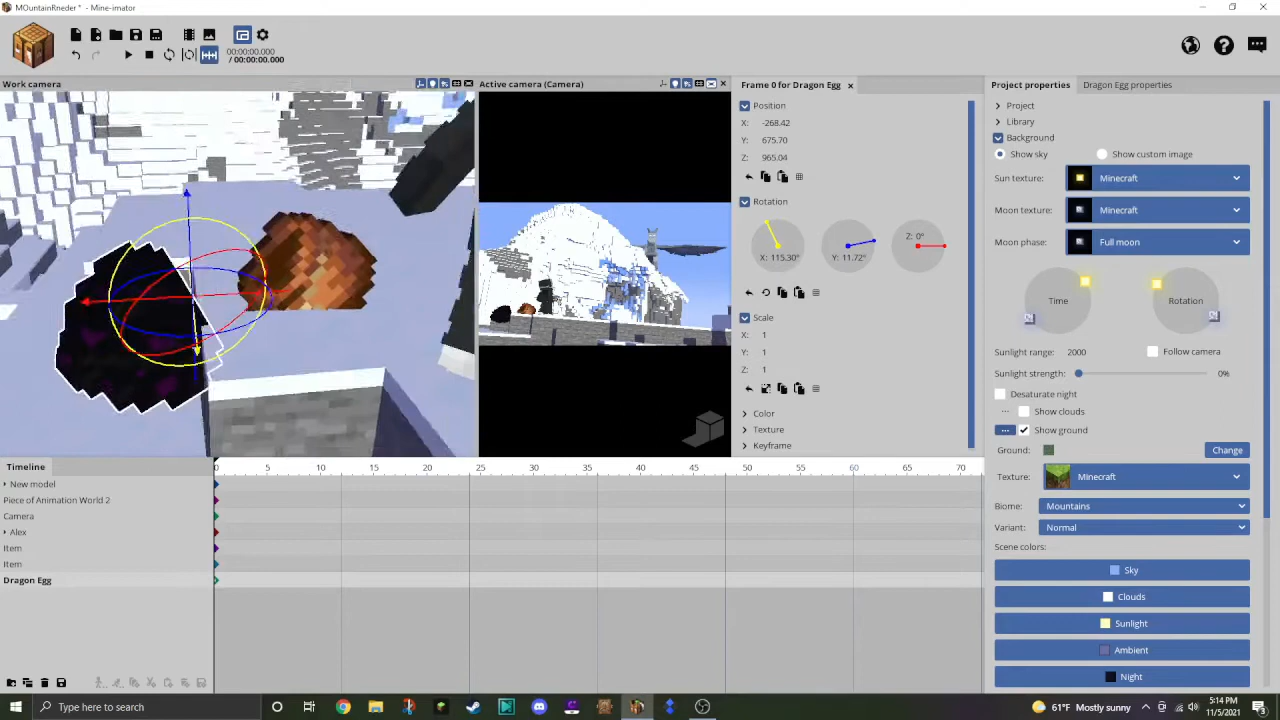 MOuntainRneder * - Mine-imator
00:00:00.000
/ 00:00:00.000
Work camera
Active camera (Camera)
Frame 0 for Dragon Egg
Position
X: -268.42
Y: 675.70
Z: 965.04
Rotation
X: 115.30°
Y: 11.72°
Z: 0°
Scale
X: 1
Y: 1
Z: 1
Color
Texture
Keyframe
Project properties
Dragon Egg properties
Project
Library
Background
Show sky
Show custom image
Sun texture: Minecraft
Moon texture: Minecraft
Moon phase: Full moon
Time
Rotation
Sunlight range: 2000
Follow camera
Sunlight strength: 0%
Desaturate night
Show clouds
Show ground
Ground: Change
Texture: Minecraft
Biome: Mountains
Variant: Normal
Scene colors:
Sky
Clouds
Sunlight
Ambient
Night
Timeline
0 5 10 15 20 25 30 35 40 45 50 55 60 65 70
New model
Piece of Animation World 2
Camera
Alex
Item
Item
Dragon Egg
Type here to search
61°F Mostly sunny
5:14 PM
11/5/2021